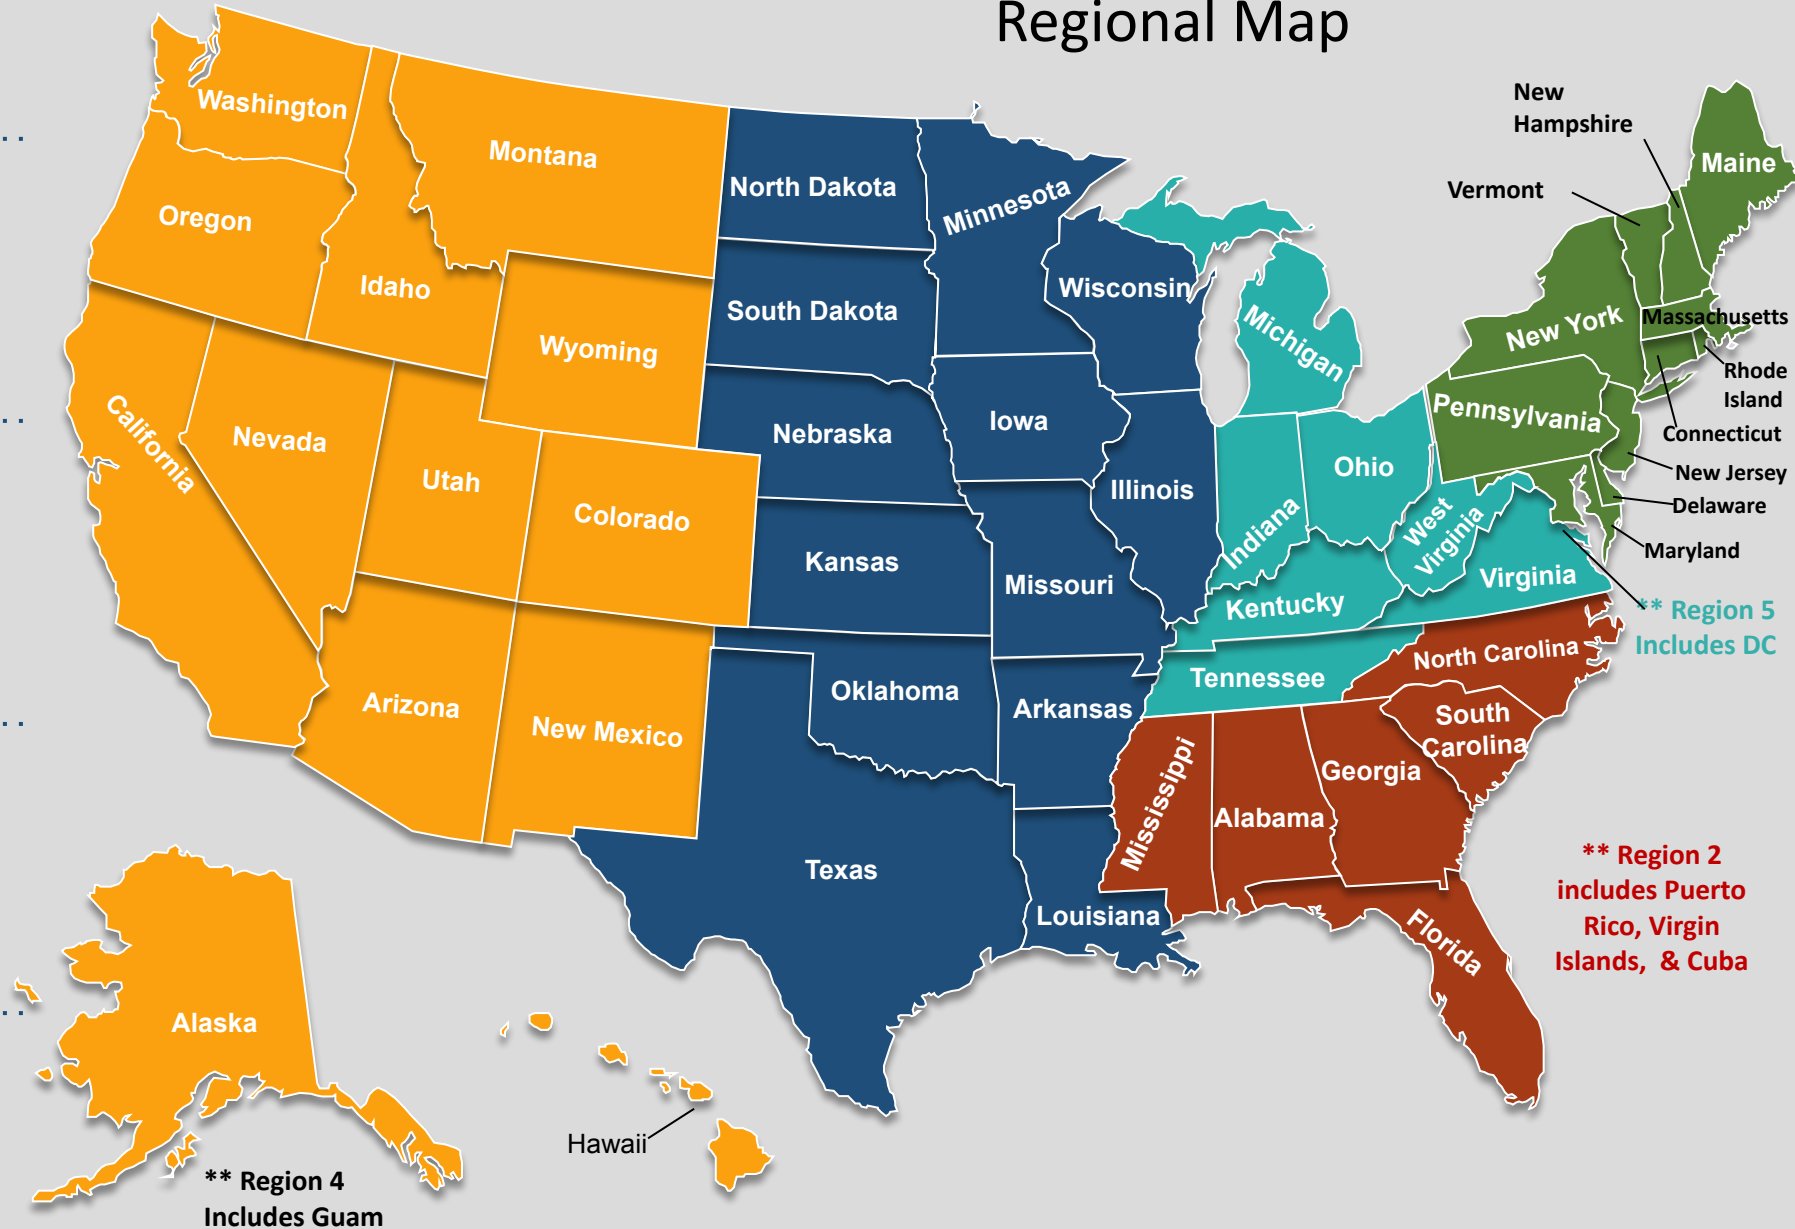 Regional Map
Washington
Montana
North Dakota
Minnesota
New
Hampshire
Maine
Vermont
Oregon
Idaho
Wisconsin
South Dakota
Wyoming
Michigan
New York
Massachusetts
Rhode
Island
California
Nevada
Utah
Nebraska
Iowa
Pennsylvania
Connecticut
New Jersey
Delaware
Maryland
Ohio
Illinois
Indiana
West
Virginia
Virginia
Colorado
Kansas
Missouri
Kentucky
** Region 5
Includes DC
Tennessee
North Carolina
Arizona
New Mexico
Oklahoma
Arkansas
South
Carolina
Georgia
Mississippi
Alabama
Texas
Louisiana
Florida
** Region 2
includes Puerto
Rico, Virgin
Islands, & Cuba
Alaska
Hawaii
** Region 4
Includes Guam